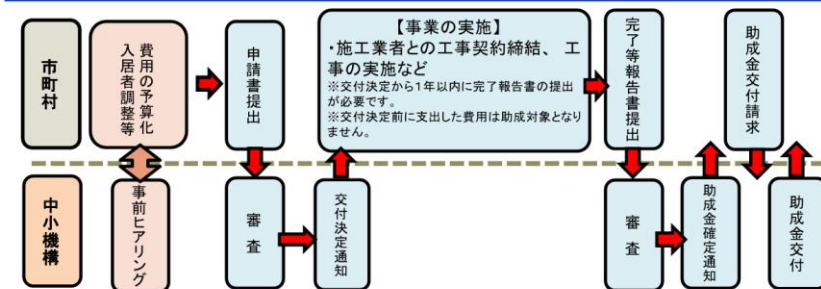 市町村
費用の予算化
入居者調整等
申請書提出
【事業の実施】
・施工業者との工事契約締結、工
事の実施など
※交付決定から1年以内に完了報告書の提出
が必要です。
※交付決定前に支出した費用は助成対象となり
ません。
完了等報告書提出
助成金交付請求
中小機構
事前ヒアリング
審査
交付決定通知
審査
助成金確定通知
助成金交付